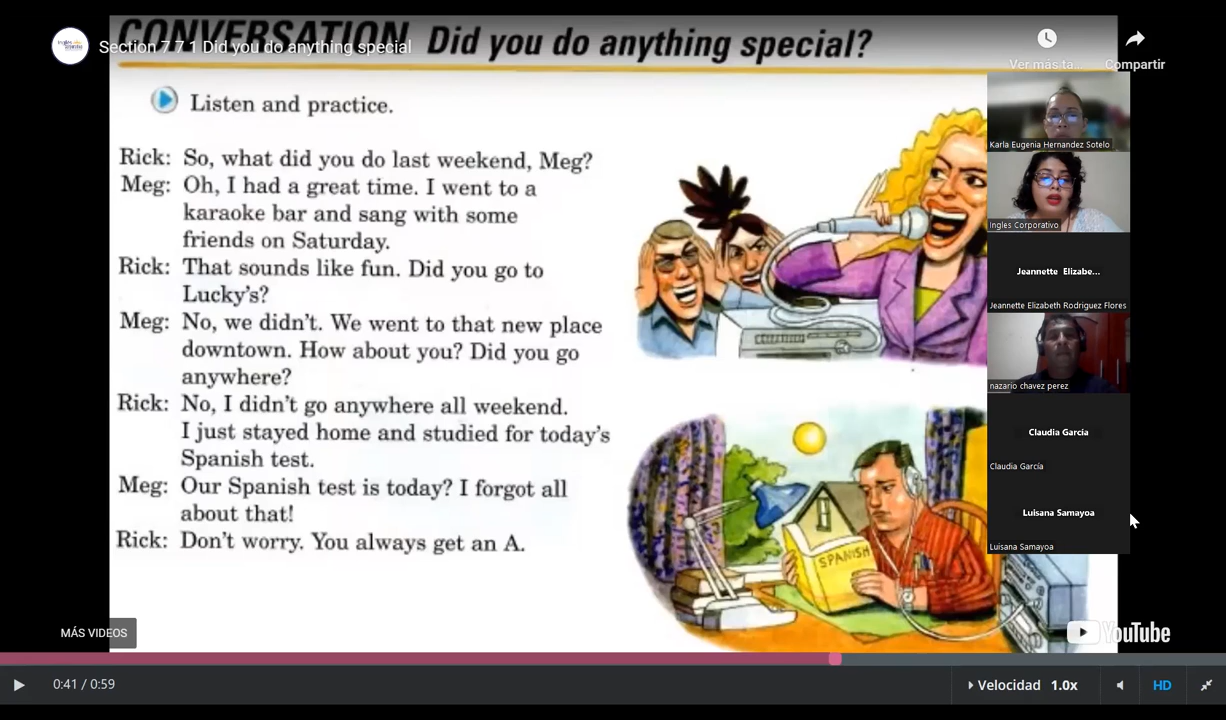 CONVERSATION Did you do anything special?
Section 7 7 1 Did you do anything special
Ver más ta...
Compartir
Listen and practice.
Rick: So, what did you do last weekend, Meg?
Meg: Oh, I had a great time. I went to a
karaoke bar and sang with some
friends on Saturday.
Rick: That sounds like fun. Did you go to
Lucky's?
Meg: No, we didn't. We went to that new place
downtown. How about you? Did you go
anywhere?
Rick: No, I didn't go anywhere all weekend.
I just stayed home and studied for today's
Spanish test.
Meg: Our Spanish test is today? I forgot all
about that!
Rick: Don't worry. You always get an A.
SPANISH
Karla Eugenia Hernandez Sotelo
Ingles Corporativo
Jeannette Elizabe...
Jeannette Elizabeth Rodriguez Flores
nazario chavez perez
Claudia García
Claudia García
Luisana Samayoa
Luisana Samayoa
MÁS VIDEOS
YouTube
0:41 / 0:59
Velocidad 1.0x
HD